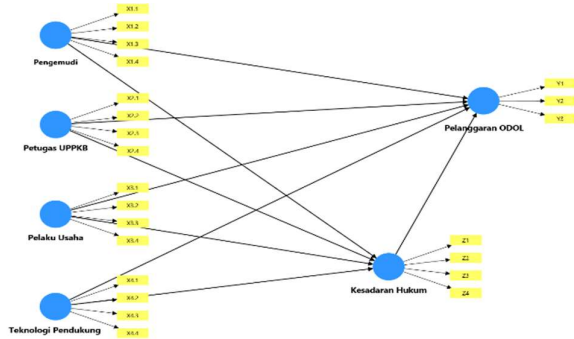 X1.1
X1.2
X1.3
X1.4
Pengemudi
X2.1
X2.2
X2.3
X2.4
Petugas UPPKB
X3.1
X3.2
X3.3
X3.4
Pelaku Usaha
X4.1
X4.2
X4.3
X4.4
Teknologi Pendukung
Y1
Y2
Y3
Pelanggaran ODOL
Z1
Z2
Z3
Z4
Kesadaran Hukum